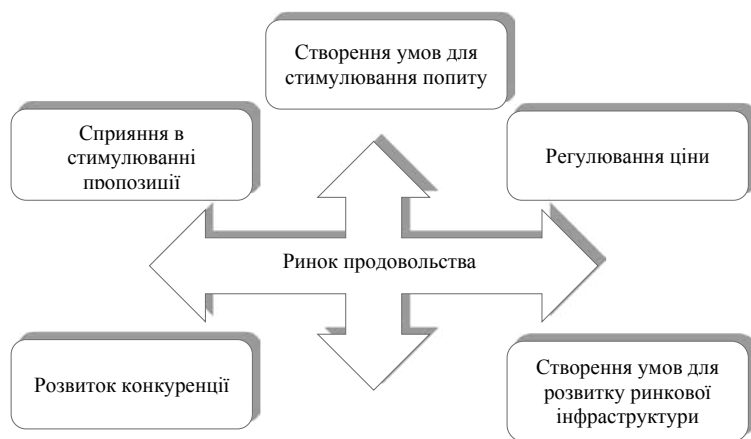 Створення умов для
стимулювання попиту
Сприяння в
стимулюванні
пропозиції
Регулювання ціни
Ринок продовольства
Розвиток конкуренції
Створення умов для
розвитку ринкової
інфраструктури